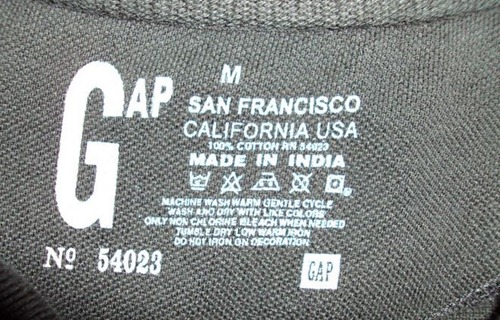 GAP
M
SAN FRANCISCO
CALIFORNIA USA
100% COTTON RN 54023
MADE IN INDIA
MACHINE WASH WARM GENTLE CYCLE
WASH AND DRY WITH LIKE COLORS
ONLY NON CHLORINE BLEACH WHEN NEEDED
TUMBLE DRY LOW WARM IRON
DO NOT IRON ON DECORATION
Nº 54023
GAP